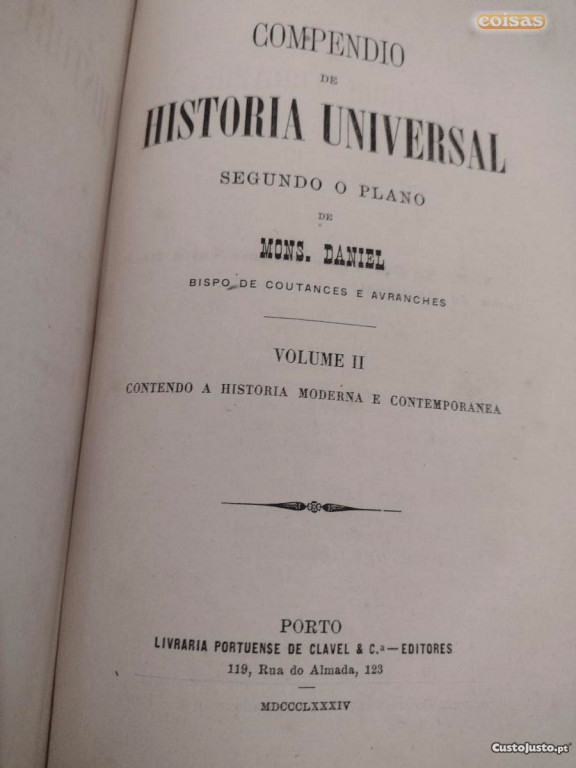 coisas
COMPENDIO
DE
HISTORIA UNIVERSAL
SEGUNDO O PLANO
DE
MONS. DANIEL
BISPO DE COUTANCES E AVRANCHES
VOLUME II
CONTENDO A HISTORIA MODERNA E CONTEMPORANEA
PORTO
LIVRARIA PORTUENSE DE CLAVEL & C.ª—EDITORES
119, Rua do Almada, 123
MDCCCLXXXIV
CustoJusto.pt